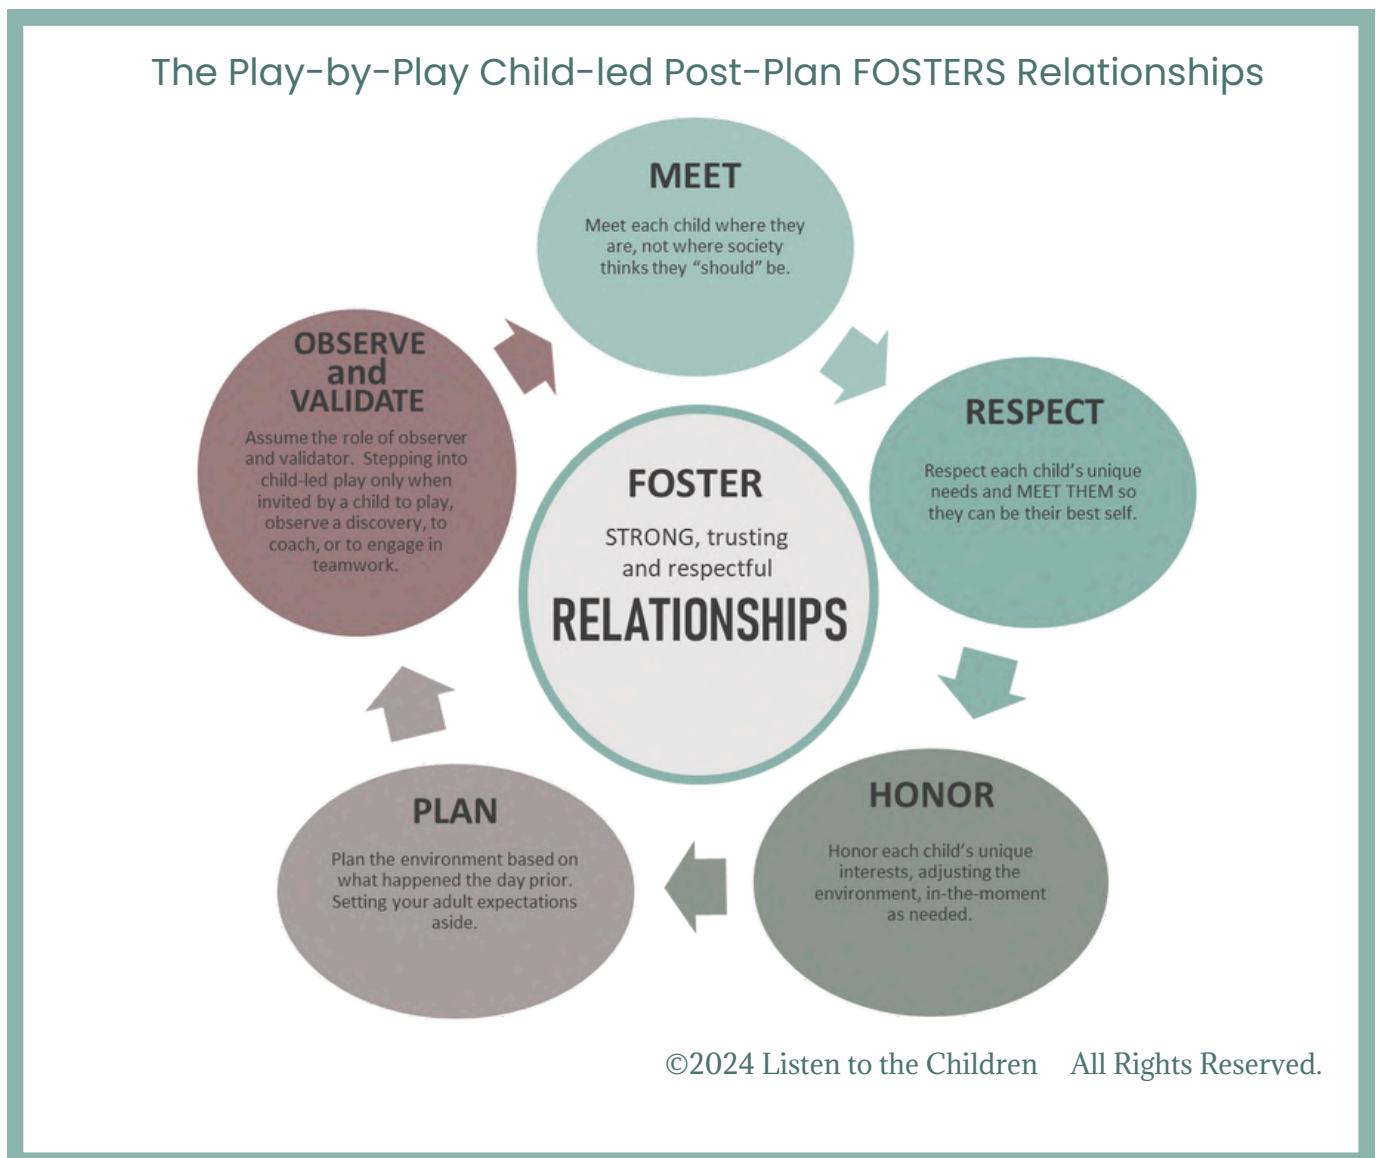 The Play-by-Play Child-led Post-Plan FOSTERS Relationships
MEET
Meet each child where they
are, not where society
thinks they “should” be.
RESPECT
Respect each child’s unique
needs and MEET THEM so
they can be their best self.
HONOR
Honor each child’s unique
interests, adjusting the
environment, in-the-moment
as needed.
PLAN
Plan the environment based on
what happened the day prior.
Setting your adult expectations
aside.
OBSERVE
and
VALIDATE
Assume the role of observer
and validator.  Stepping into
child-led play only when
invited by a child to play,
observe a discovery, to
coach, or to engage in
teamwork.
FOSTER
STRONG, trusting
and respectful
RELATIONSHIPS
©2024 Listen to the Children    All Rights Reserved.